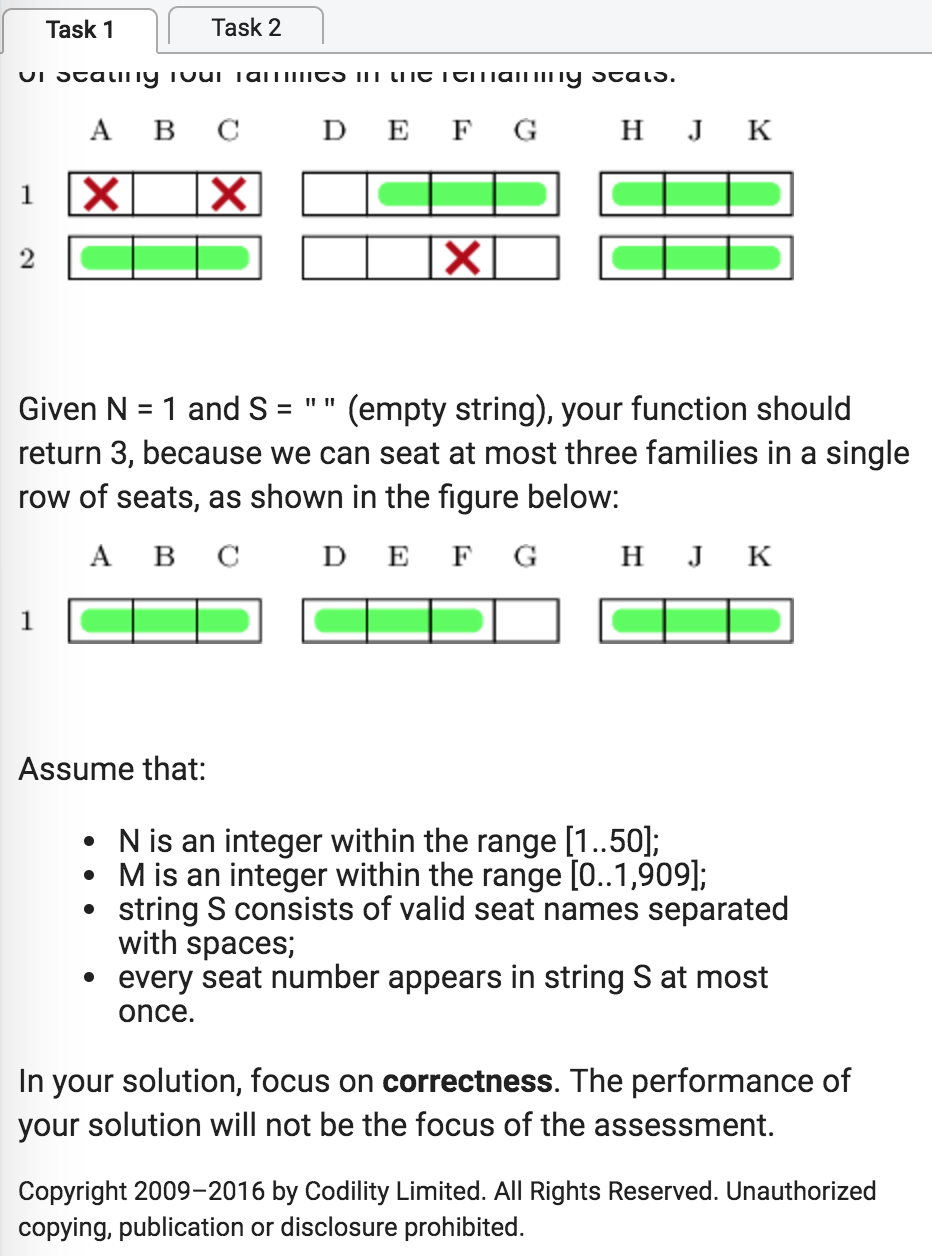 Task 1 Task 2
of seating four families in the remaining seats.
A B C D E F G H J K
1
2
Given N = 1 and S = "" (empty string), your function should
return 3, because we can seat at most three families in a single
row of seats, as shown in the figure below:
A B C D E F G H J K
1
Assume that:
• N is an integer within the range [1..50];
• M is an integer within the range [0..1,909];
• string S consists of valid seat names separated
with spaces;
• every seat number appears in string S at most
once.
In your solution, focus on correctness. The performance of
your solution will not be the focus of the assessment.
Copyright 2009–2016 by Codility Limited. All Rights Reserved. Unauthorized
copying, publication or disclosure prohibited.